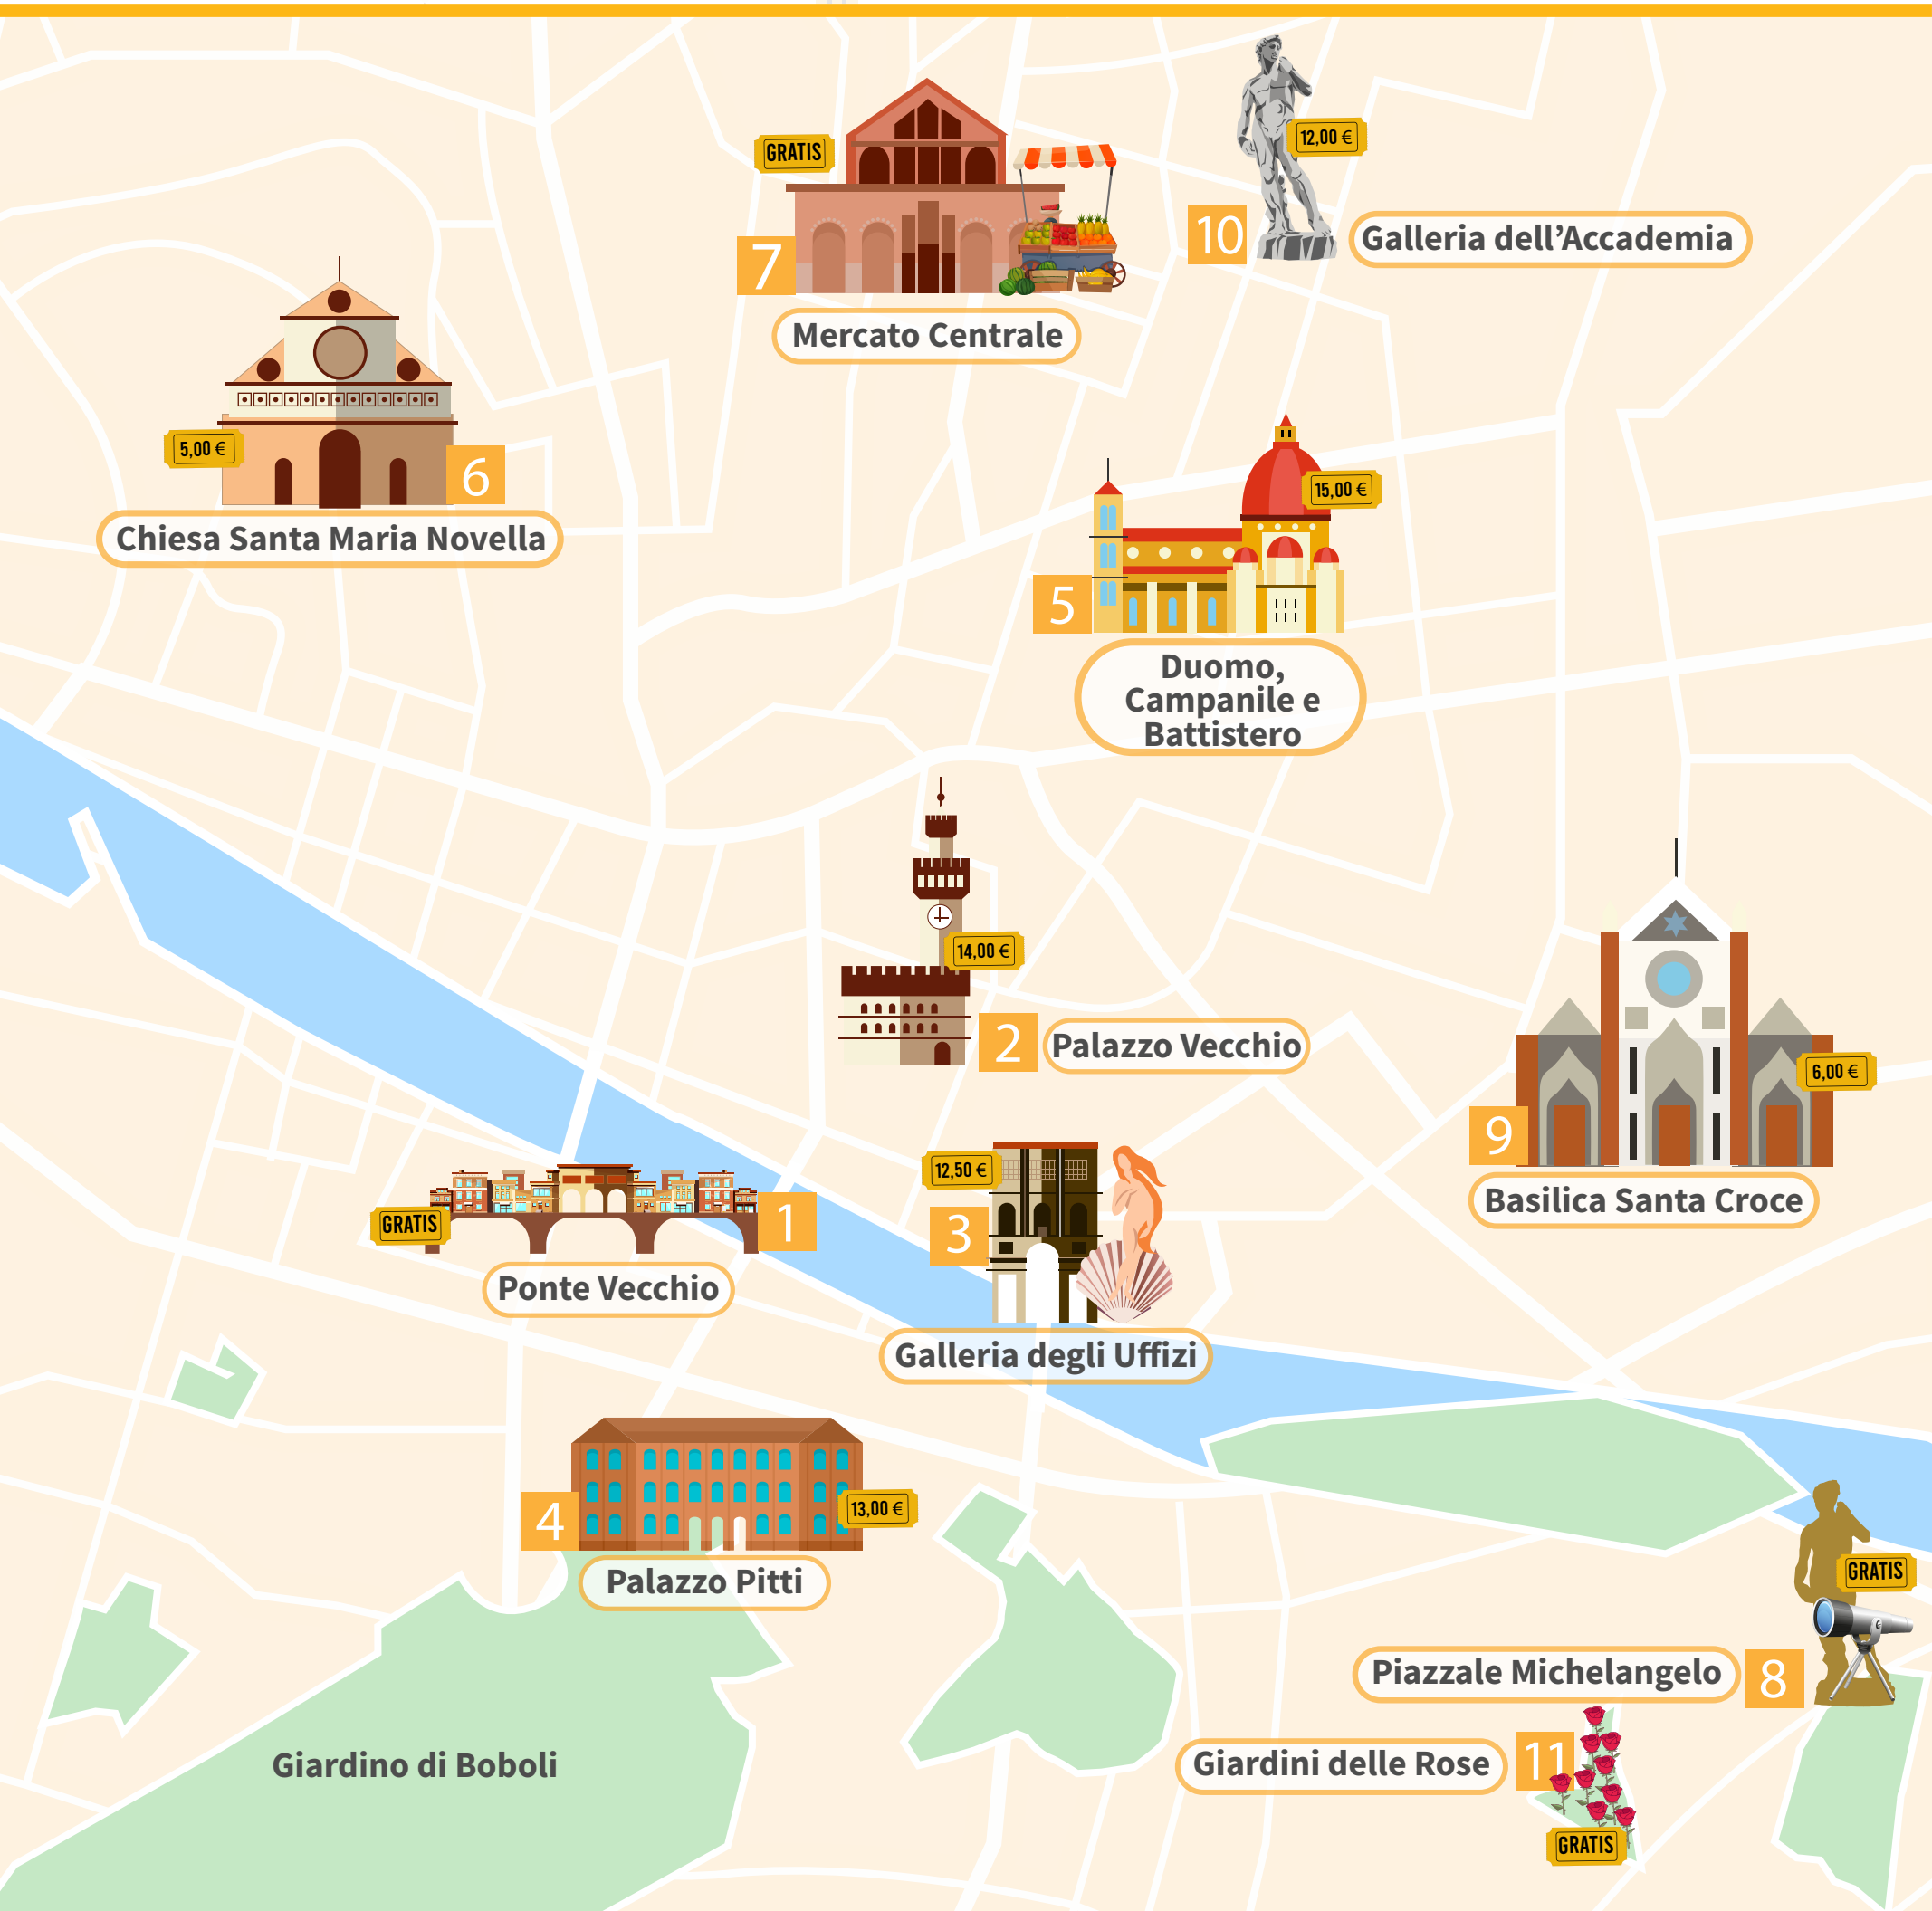 GRATIS
7
Mercato Centrale
12,00 €
10
Galleria dell’Accademia
5,00 €
6
Chiesa Santa Maria Novella
15,00 €
5
Duomo,
Campanile e
Battistero
14,00 €
2
Palazzo Vecchio
6,00 €
9
Basilica Santa Croce
GRATIS
1
Ponte Vecchio
12,50 €
3
Galleria degli Uffizi
4
13,00 €
Palazzo Pitti
GRATIS
Piazzale Michelangelo
8
Giardino di Boboli
Giardini delle Rose
11
GRATIS